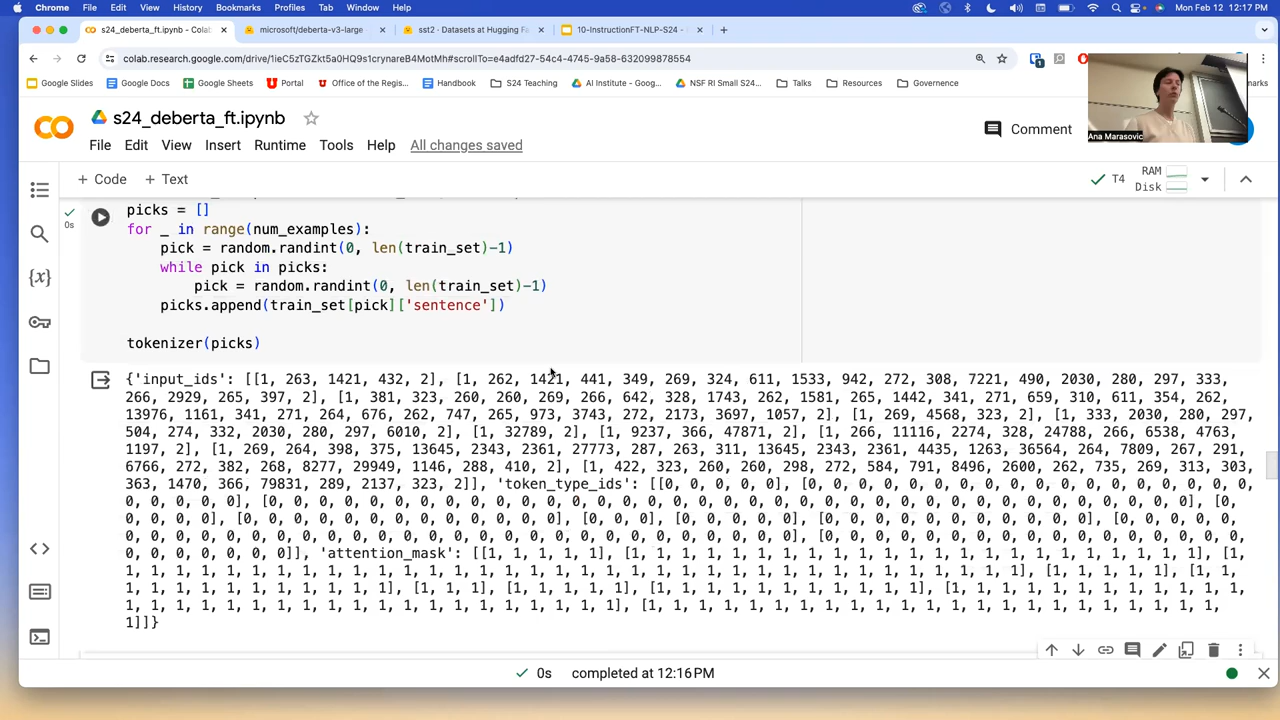 Chrome File Edit View History Bookmarks Profiles Tab Window Help Mon Feb 12 12:17 PM
s24_deberta_ft.ipynb - Colab microsoft/deberta-v3-large sst2 · Datasets at Hugging Fa 10-InstructionFT-NLP-S24 -
colab.research.google.com/drive/1ieC5zTGZkt5a0HQ9s1crynareB4MotMh#scrollTo=e4adfd27-54c4-4745-9a58-632099878554
Google Slides Google Docs Google Sheets Portal Office of the Regis... Handbook S24 Teaching AI Institute - Goog... NSF RI Small S24... Talks Resources Governance
s24_deberta_ft.ipynb
Ana Marasovic
Comment
File Edit View Insert Runtime Tools Help All changes saved
+ Code + Text
T4 RAM Disk
picks = []
0s
for _ in range(num_examples):
pick = random.randint(0, len(train_set)-1)
while pick in picks:
pick = random.randint(0, len(train_set)-1)
picks.append(train_set[pick]['sentence'])
tokenizer(picks)
{'input_ids': [[1, 263, 1421, 432, 2], [1, 262, 1421, 441, 349, 269, 324, 611, 1533, 942, 272, 308, 7221, 490, 2030, 280, 297, 333,
266, 2929, 265, 397, 2], [1, 381, 323, 260, 260, 269, 266, 642, 328, 1743, 262, 1581, 265, 1442, 341, 271, 659, 310, 611, 354, 262,
13976, 1161, 341, 271, 264, 676, 262, 747, 265, 973, 3743, 272, 2173, 3697, 1057, 2], [1, 269, 4568, 323, 2], [1, 333, 2030, 280, 297,
504, 274, 332, 2030, 280, 297, 6010, 2], [1, 32789, 2], [1, 9237, 366, 47871, 2], [1, 266, 11116, 2274, 328, 24788, 266, 6538, 4763,
1197, 2], [1, 269, 264, 398, 375, 13645, 2343, 2361, 27773, 287, 263, 311, 13645, 2343, 2361, 4435, 1263, 36564, 264, 7809, 267, 291,
6766, 272, 382, 268, 8277, 29949, 1146, 288, 410, 2], [1, 422, 323, 260, 260, 298, 272, 584, 791, 8496, 2600, 262, 735, 269, 313, 303,
363, 1470, 366, 79831, 289, 2137, 323, 2]], 'token_type_ids': [[0, 0, 0, 0, 0], [0, 0, 0, 0, 0, 0, 0, 0, 0, 0, 0, 0, 0, 0, 0, 0,
0, 0, 0, 0, 0], [0, 0, 0, 0, 0, 0, 0, 0, 0, 0, 0, 0, 0, 0, 0, 0, 0, 0, 0, 0, 0, 0, 0, 0, 0, 0, 0, 0, 0, 0, 0, 0, 0, 0, 0], [0,
0, 0, 0, 0], [0, 0, 0, 0, 0, 0, 0, 0, 0, 0, 0, 0, 0], [0, 0, 0], [0, 0, 0, 0, 0], [0, 0, 0, 0, 0, 0, 0, 0, 0, 0, 0], [0, 0, 0, 0, 0,
0, 0, 0, 0, 0, 0, 0, 0, 0, 0, 0, 0, 0, 0, 0, 0, 0, 0, 0, 0, 0], [0, 0, 0, 0, 0, 0, 0, 0, 0, 0, 0, 0, 0, 0, 0, 0,
0, 0, 0, 0, 0, 0, 0]], 'attention_mask': [[1, 1, 1, 1, 1], [1, 1, 1, 1, 1, 1, 1, 1, 1, 1, 1, 1, 1, 1, 1, 1, 1, 1, 1, 1, 1, 1], [1,
1, 1, 1, 1, 1, 1, 1, 1, 1, 1, 1, 1, 1, 1, 1, 1, 1, 1, 1, 1, 1, 1, 1, 1, 1, 1, 1, 1, 1, 1, 1, 1, 1], [1, 1, 1, 1, 1], [1, 1,
1, 1, 1, 1, 1, 1, 1, 1, 1], [1, 1, 1], [1, 1, 1, 1, 1], [1, 1, 1, 1, 1, 1, 1, 1, 1, 1, 1], [1, 1, 1, 1, 1, 1, 1, 1, 1, 1, 1, 1,
1, 1, 1, 1, 1, 1, 1, 1, 1, 1, 1, 1, 1, 1, 1, 1, 1, 1], [1, 1, 1, 1, 1, 1, 1, 1, 1, 1, 1, 1, 1, 1, 1, 1, 1, 1, 1, 1, 1, 1,
1]]}
0s completed at 12:16 PM